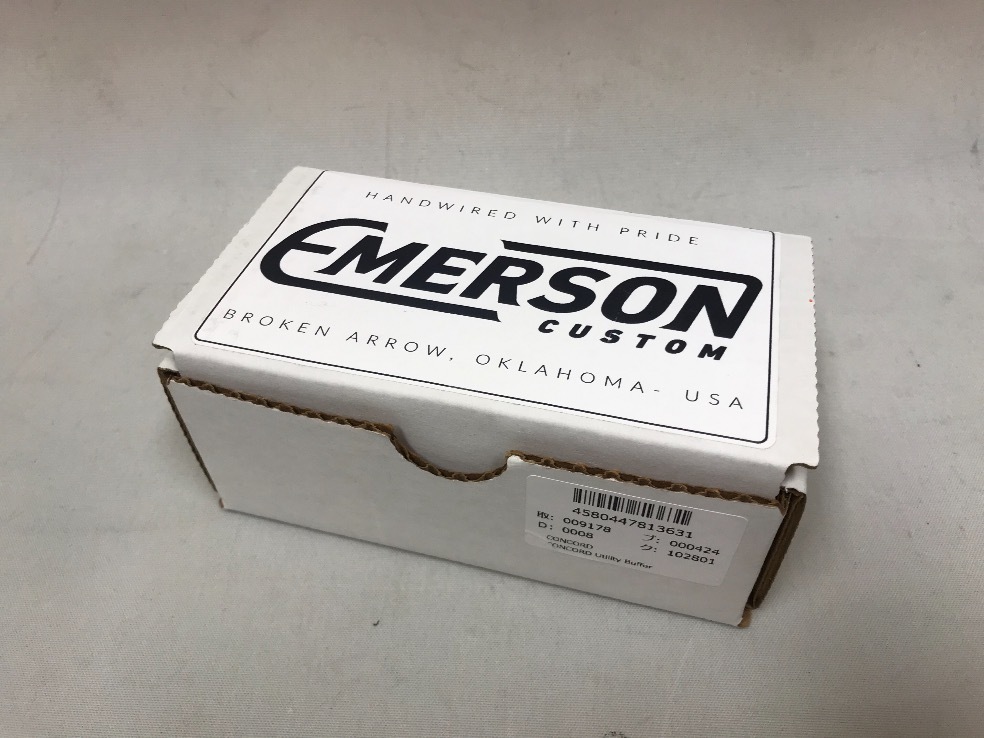 HANDWIRED WITH PRIDE
EMERSON
CUSTOM
BROKEN ARROW, OKLAHOMA- USA
4580447813631
取: 009178 ナ: 000424
D: 0008 ク: 102801
CONCORD
CONCORD Utility Buffer